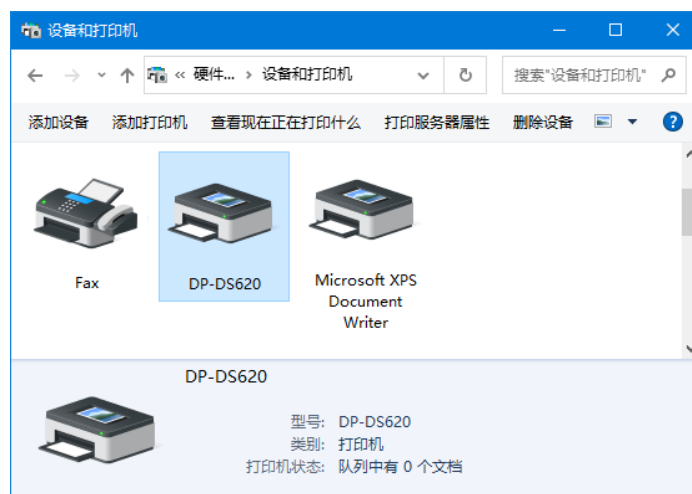 设备和打印机
« 硬件... › 设备和打印机
搜索"设备和打印机"
添加设备 添加打印机 查看现在正在打印什么 打印服务器属性 删除设备
Fax
DP-DS620
Microsoft XPS
Document
Writer
DP-DS620
型号: DP-DS620
类别: 打印机
打印机状态: 队列中有 0 个文档